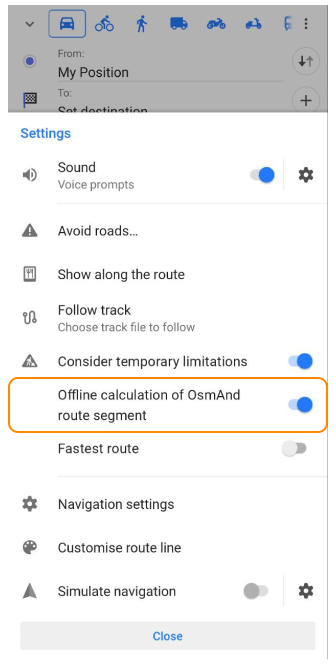 From:
My Position
To:
Set destination
Settings
Sound
Voice prompts
Avoid roads...
Show along the route
Follow track
Choose track file to follow
Consider temporary limitations
Offline calculation of OsmAnd
route segment
Fastest route
Navigation settings
Customise route line
Simulate navigation
Close